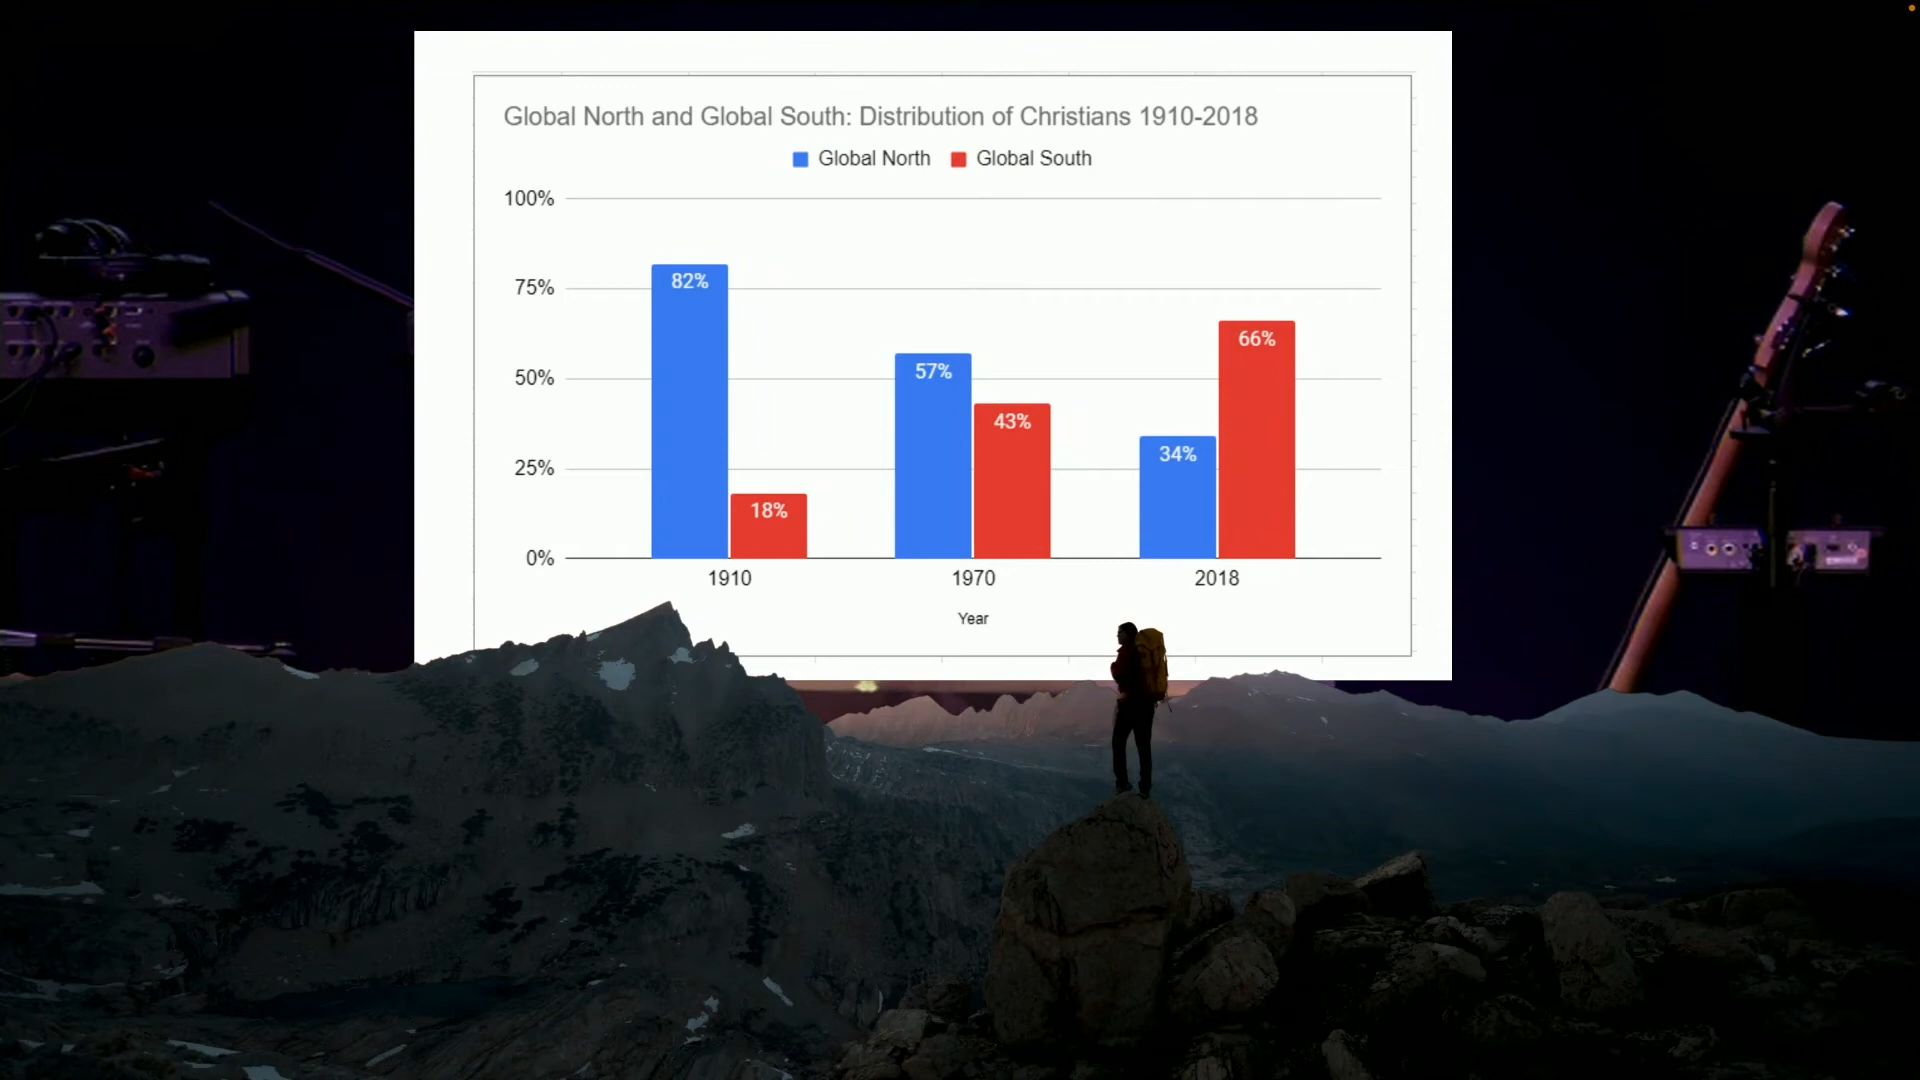 Global North and Global South: Distribution of Christians 1910-2018
Global North Global South
100%
75%
50%
25%
0%
82%
18%
57%
43%
34%
66%
1910 1970 2018
Year